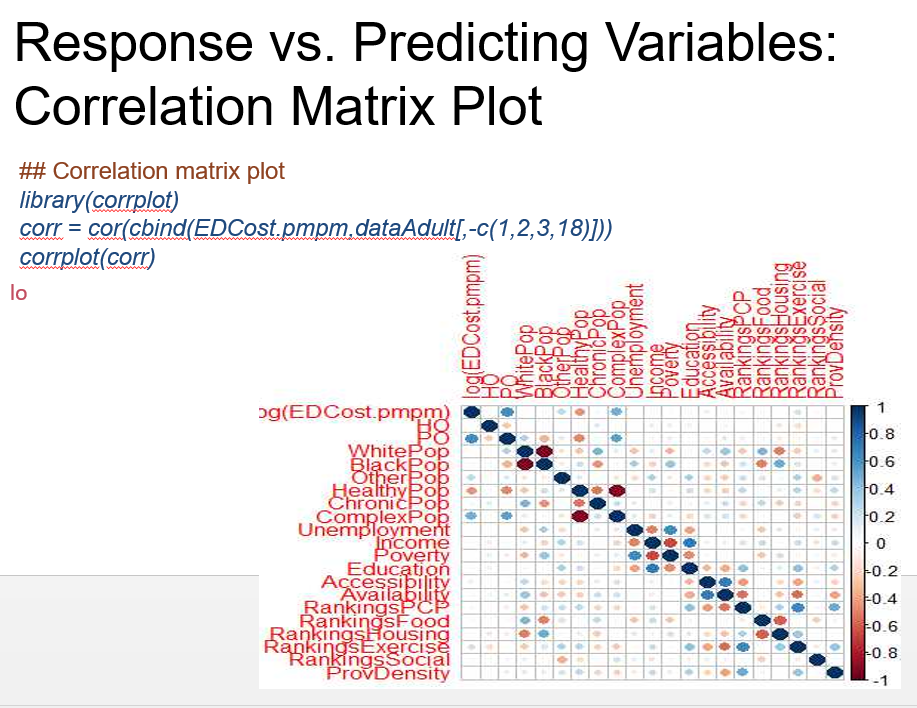 Response vs. Predicting Variables:
Correlation Matrix Plot
## Correlation matrix plot
library(corrplot)
corr = cor(cbind(EDCost.pmpm,dataAdult[,-c(1,2,3,18)]))
corrplot(corr)
lo
log(EDCost.pmpm)
HO
PO
WhitePop
BlackPop
OtherPop
HealthyPop
ChronicPop
ComplexPop
Unemployment
Income
Poverty
Education
Accessibility
Availability
RankingsPCP
RankingsFood
RankingsHousing
RankingsExercise
RankingsSocial
ProvDensity
og(EDCost.pmpm)
HO
PO
WhitePop
BlackPop
OtherPop
HealthyPop
ChronicPop
ComplexPop
Unemployment
Income
Poverty
Education
Accessibility
Availability
RankingsPCP
RankingsFood
RankingsHousing
RankingsExercise
RankingsSocial
ProvDensity
1
0.8
0.6
0.4
0.2
0
-0.2
-0.4
-0.6
-0.8
-1